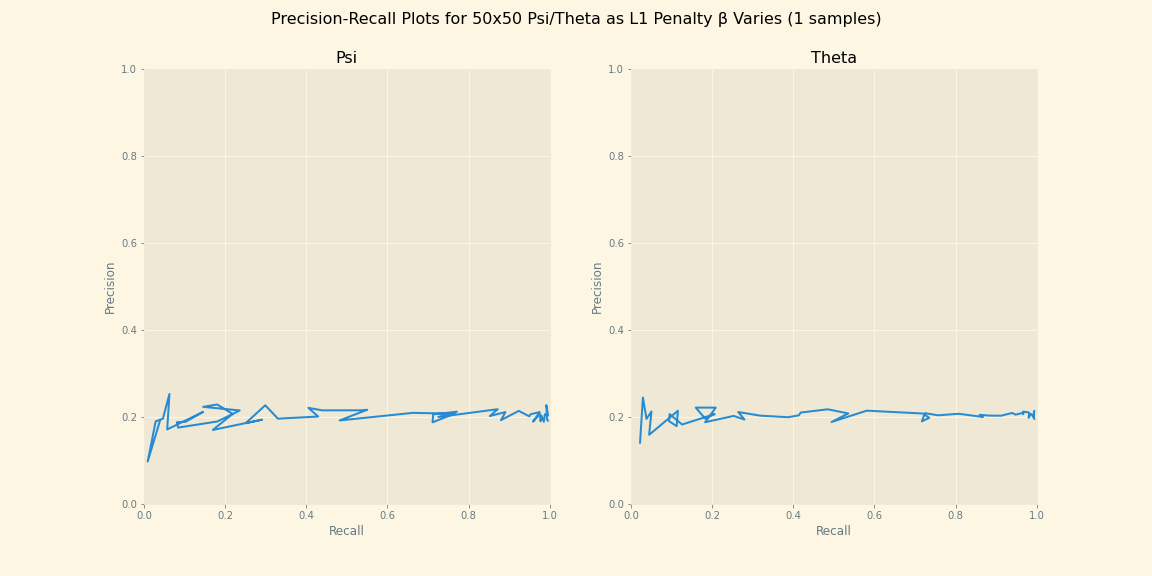 Precision-Recall Plots for 50x50 Psi/Theta as L1 Penalty β Varies (1 samples)
Psi
Theta
1.0
0.8
0.6
0.4
0.2
0.0
Precision
0.0 0.2 0.4 0.6 0.8 1.0
Recall
1.0
0.8
0.6
0.4
0.2
0.0
Precision
0.0 0.2 0.4 0.6 0.8 1.0
Recall